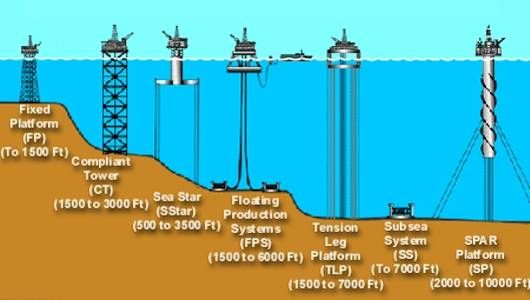 Fixed
Platform
(FP)
(To 1500 Ft)
Compliant
Tower
(CT)
(1500 to 3000 Ft)
Sea Star
(SStar)
(500 to 3500 Ft)
Floating
Production
Systems
(FPS)
(1500 to 6000 Ft)
Tension
Leg
Platform
(TLP)
(1500 to 7000 Ft)
Subsea
System
(SS)
(To 7000 Ft)
SPAR
Platform
(SP)
(2000 to 10000 Ft)